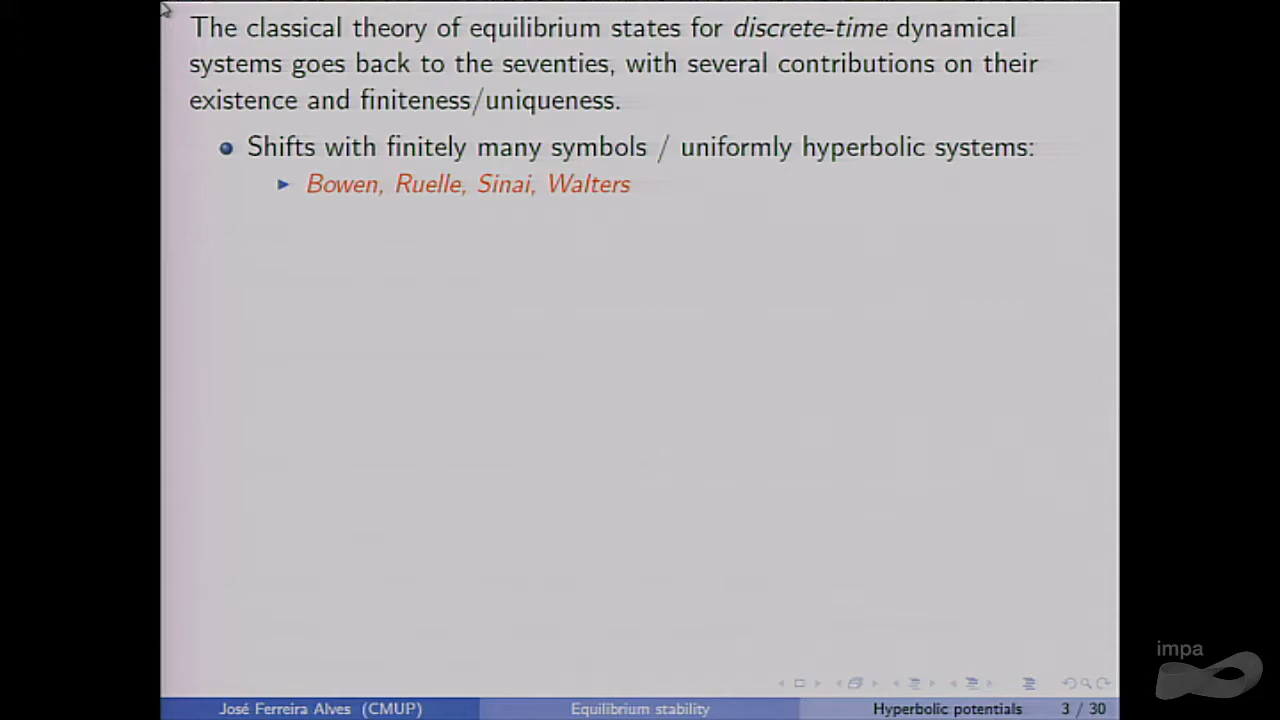 The classical theory of equilibrium states for discrete-time dynamical
systems goes back to the seventies, with several contributions on their
existence and finiteness/uniqueness.
Shifts with finitely many symbols / uniformly hyperbolic systems:
Bowen, Ruelle, Sinai, Walters
impa
José Ferreira Alves (CMUP) Equilibrium stability Hyperbolic potentials 3 / 30